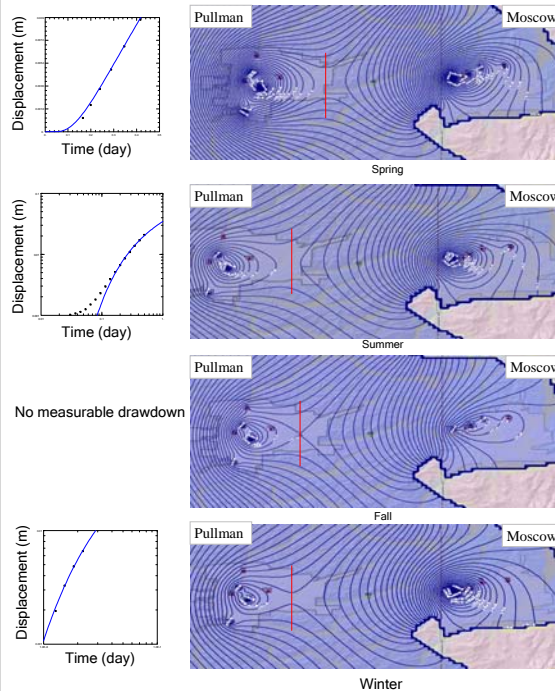 Pullman
Moscow
Displacement (m)
Time (day)
Spring
Pullman
Moscow
Displacement (m)
Time (day)
Summer
Pullman
Moscow
No measurable drawdown
Fall
Pullman
Moscow
Displacement (m)
Time (day)
Winter